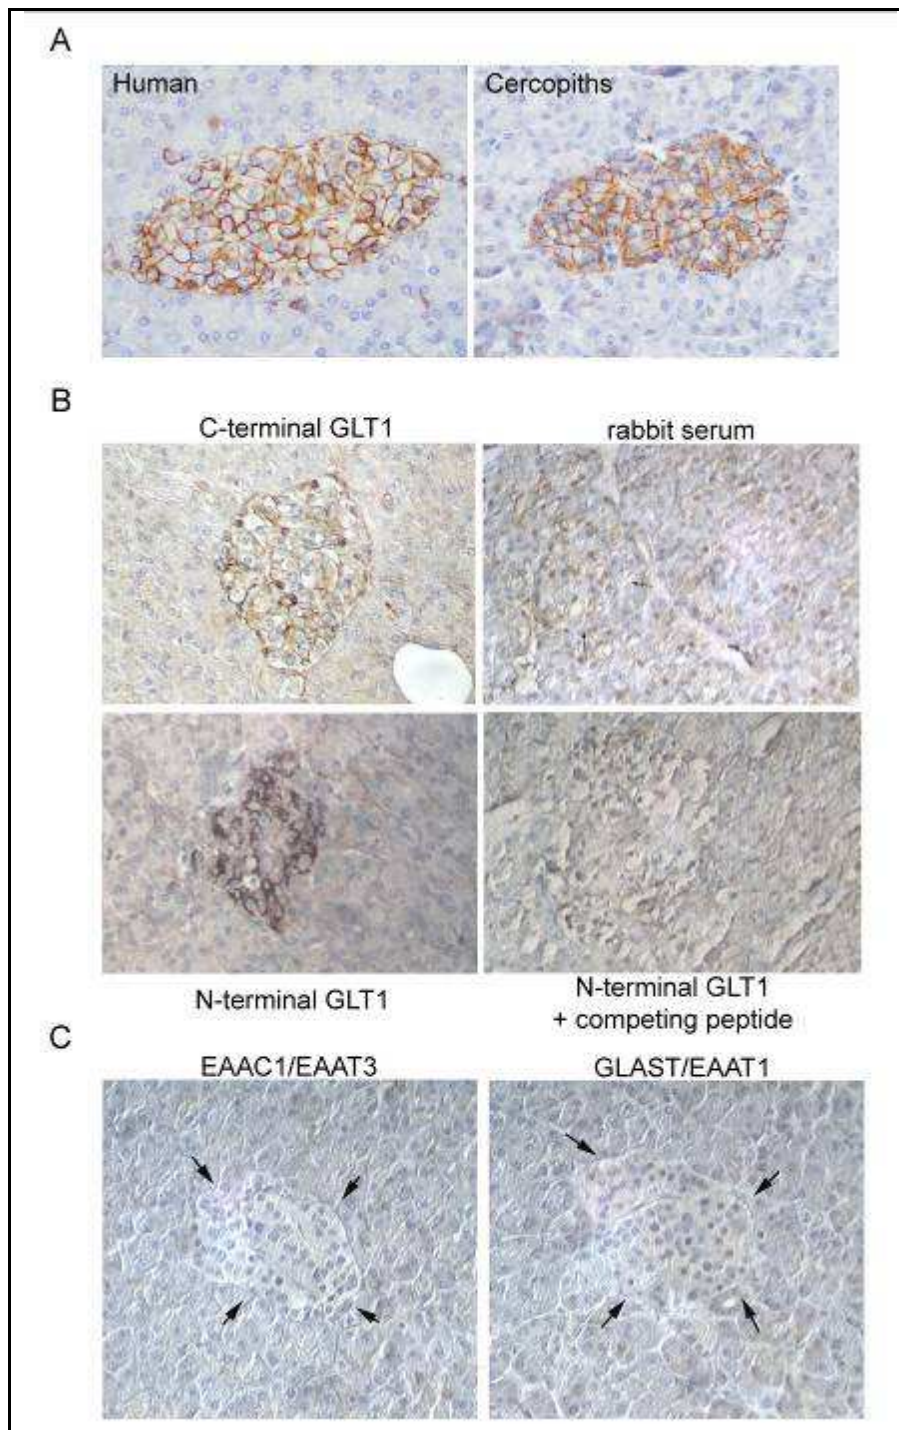 A
Human
Cercopiths
B
C-terminal GLT1
rabbit serum
N-terminal GLT1
N-terminal GLT1
+ competing peptide
C
EAAC1/EAAT3
GLAST/EAAT1